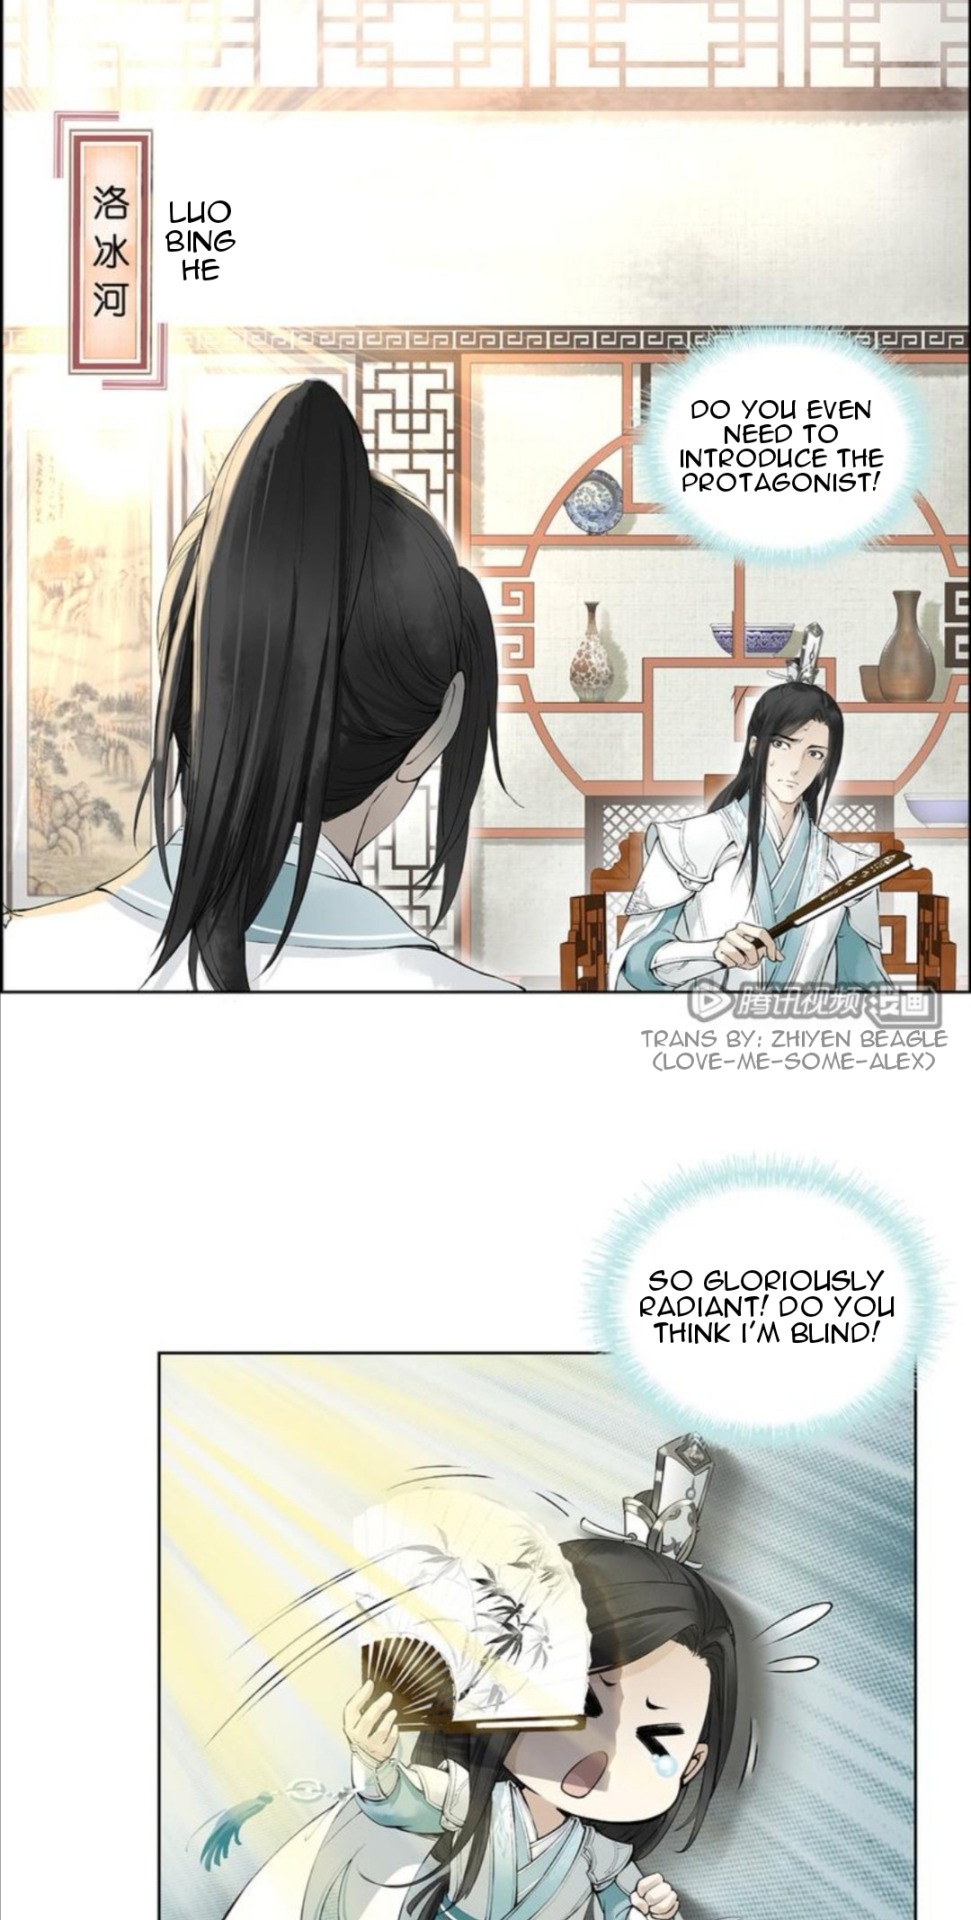 洛冰河
LUO
BING
HE
DO YOU EVEN
NEED TO
INTRODUCE THE
PROTAGONIST!
腾讯视频 漫画
TRANS BY: ZHIYEN BEAGLE
(LOVE-ME-SOME-ALEX)
SO GLORIOUSLY
RADIANT! DO YOU
THINK I'M BLIND!